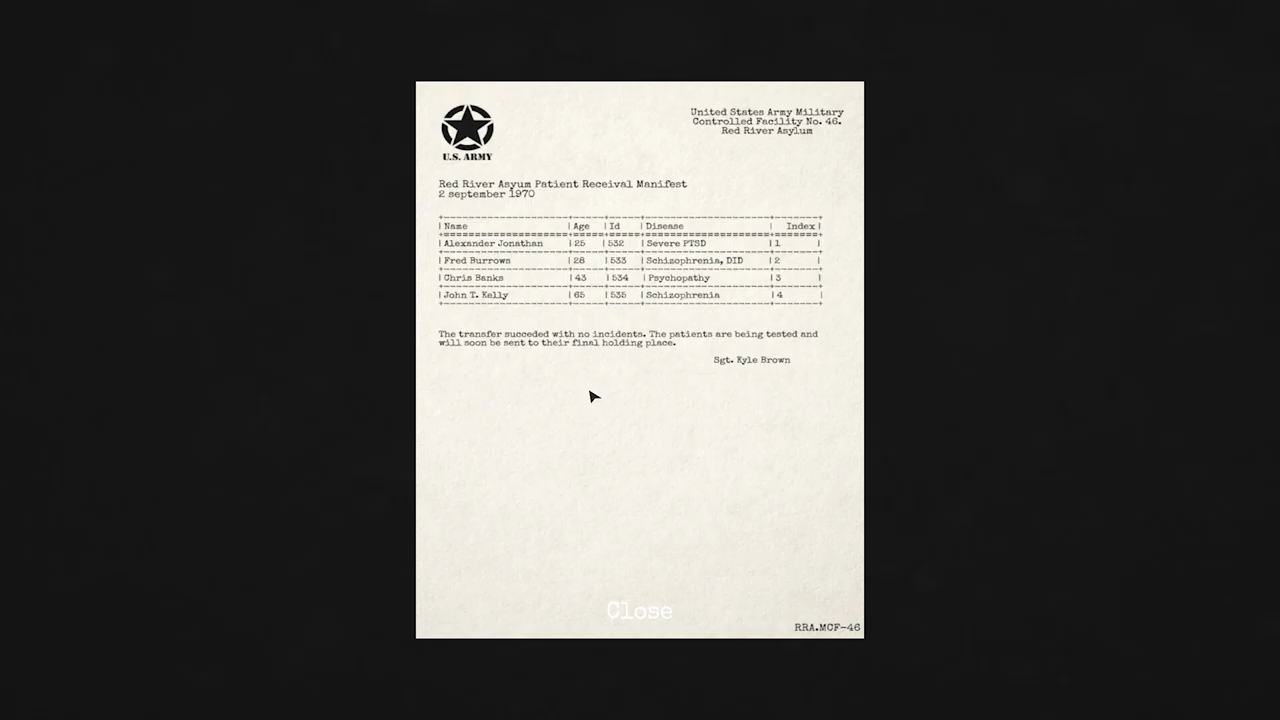 United States Army Military
Controlled Facility No. 46.
Red River Asylum
U.S. ARMY
Red River Asyum Patient Receival Manifest
2 september 1970
+--------------------+-----+-----+--------------------+-------+
| Name | Age | Id | Disease | Index |
+====================+=====+=====+====================+=======+
| Alexander Jonathan | 25 | 532 | Severe PTSD | 1 |
+--------------------+-----+-----+--------------------+-------+
| Fred Burrows | 28 | 533 | Schizophrenia, DID | 2 |
+--------------------+-----+-----+--------------------+-------+
| Chris Banks | 43 | 534 | Psychopathy | 3 |
+--------------------+-----+-----+--------------------+-------+
| John T. Kelly | 65 | 535 | Schizophrenia | 4 |
+--------------------+-----+-----+--------------------+-------+
The transfer succeded with no incidents. The patients are being tested and
will soon be sent to their final holding place.
Sgt. Kyle Brown
Close
RRA.MCF-46